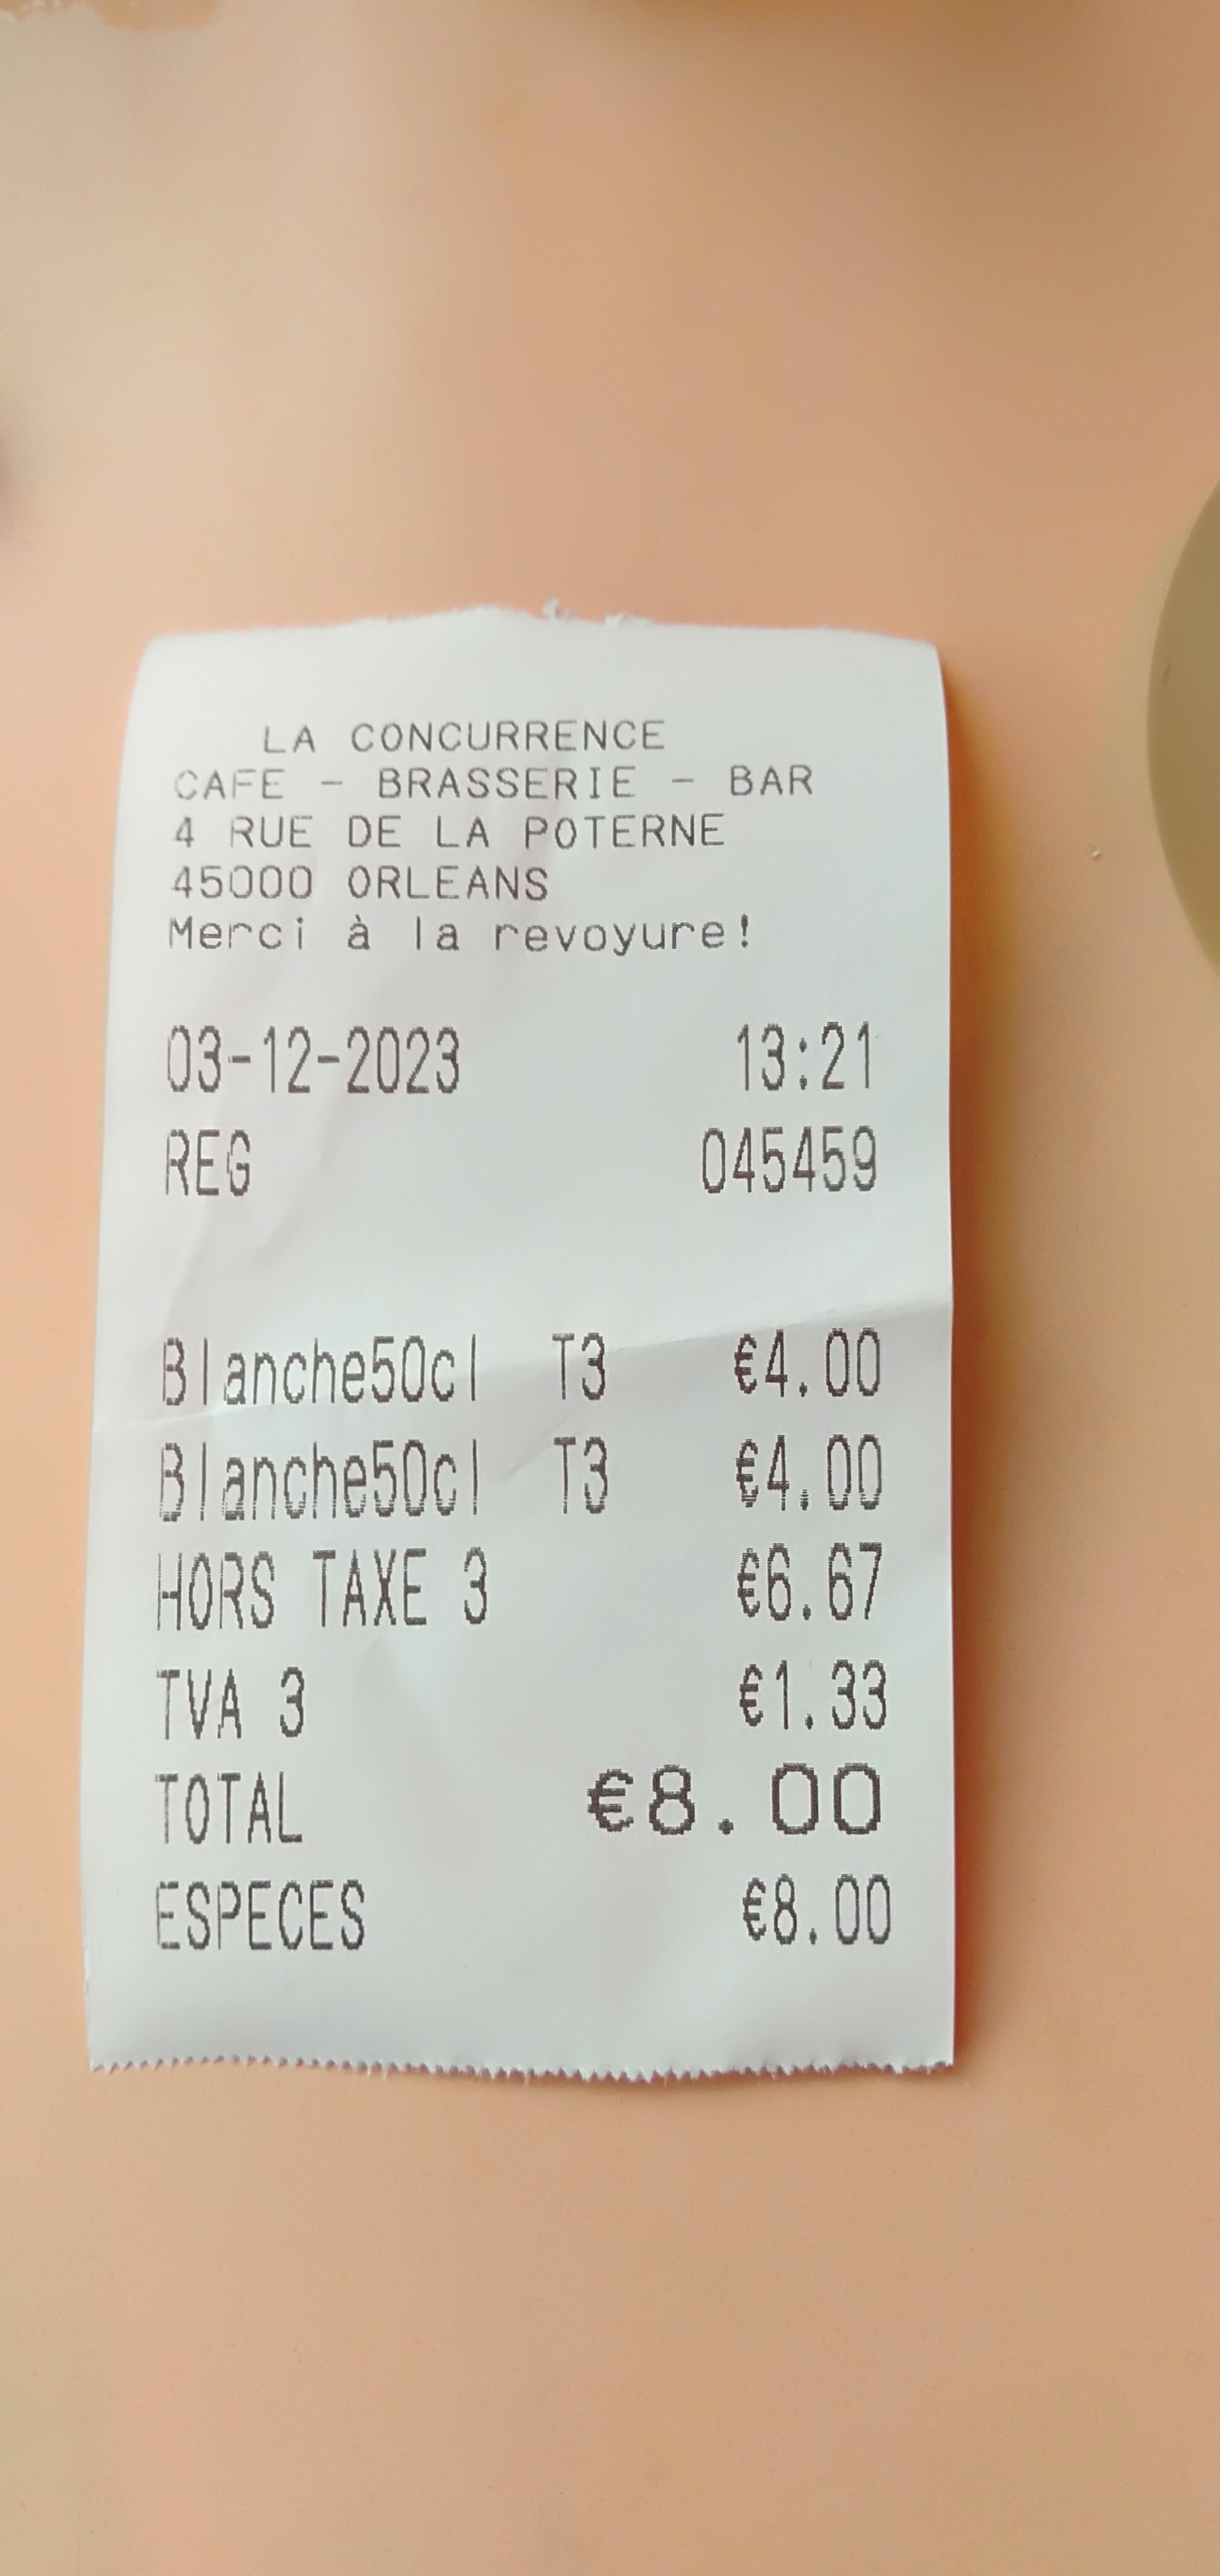 LA CONCURRENCE
CAFE - BRASSERIE - BAR
4 RUE DE LA POTERNE
45000 ORLEANS
Merci à la revoyure!
03-12-2023 13:21
REG 045459
Blanche50cl T3 €4.00
Blanche50cl T3 €4.00
HORS TAXE 3 €6.67
TVA 3 €1.33
TOTAL €8.00
ESPECES €8.00